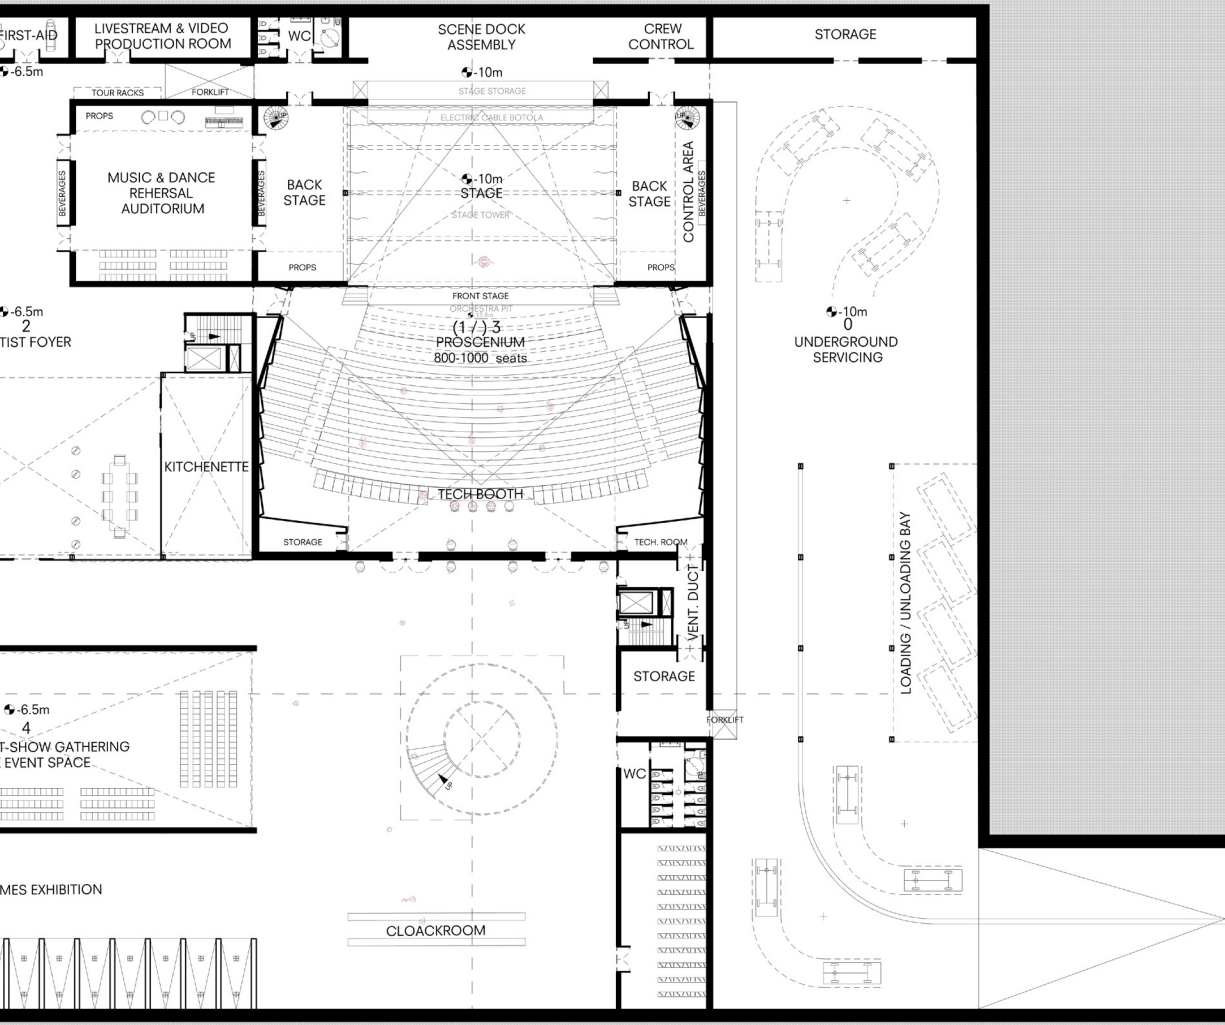 FIRST-AID
LIVESTREAM & VIDEO
PRODUCTION ROOM
WC
SCENE DOCK
ASSEMBLY
CREW
CONTROL
STORAGE
-6.5m
-10m
TOUR RACKS
FORKLIFT
STAGE STORAGE
PROPS
UP
ELECTRIC CABLE BOTOLA
UP
MUSIC & DANCE
REHERSAL
AUDITORIUM
BEVERAGES
BEVERAGES
BACK
STAGE
-10m
STAGE
STAGE TOWER
BACK
STAGE
CONTROL AREA
BEVERAGES
PROPS
PROPS
FRONT STAGE
ORCHESTRA PIT
-6.5m
2
TIST FOYER
UP
(1 / ) 3
PROSCENIUM
800-1000 seats
-10m
0
UNDERGROUND
SERVICING
KITCHENETTE
TECH BOOTH
STORAGE
TECH. ROOM
VENT. DUCT
UP
LOADING / UNLOADING BAY
STORAGE
FORKLIFT
-6.5m
4
T-SHOW GATHERING
EVENT SPACE
UP
WC
MES EXHIBITION
CLOACKROOM